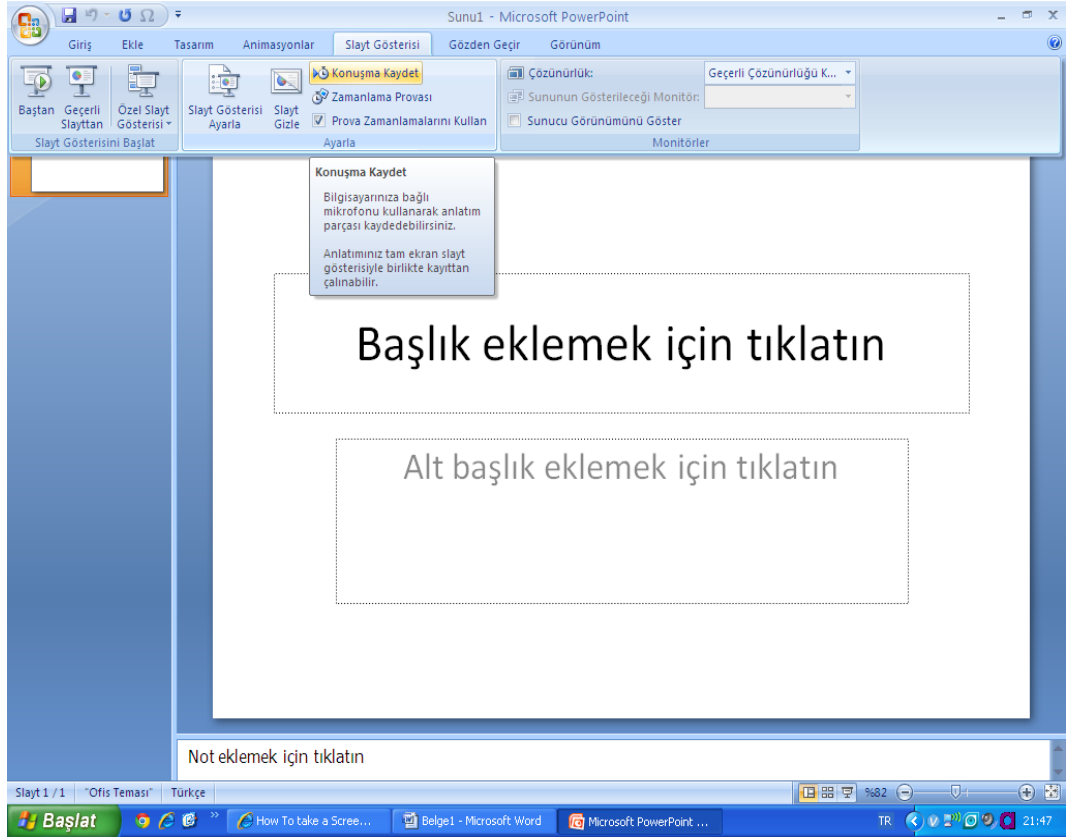 Sunu1 - Microsoft PowerPoint
Giriş Ekle Tasarım Animasyonlar Slayt Gösterisi Gözden Geçir Görünüm
Baştan
Geçerli
Slayttan
Özel Slayt
Gösterisi
Slayt Gösterisini Başlat
Slayt Gösterisi
Ayarla
Slayt
Gizle
Konuşma Kaydet
Zamanlama Provası
Prova Zamanlamalarını Kullan
Ayarla
Çözünürlük: Geçerli Çözünürlüğü K...
Sununun Gösterileceği Monitör:
Sunucu Görünümünü Göster
Monitörler
Konuşma Kaydet
Bilgisayarınıza bağlı
mikrofonu kullanarak anlatım
parçası kaydedebilirsiniz.
Anlatımınız tam ekran slayt
gösterisiyle birlikte kayıttan
çalınabilir.
Başlık eklemek için tıklatın
Alt başlık eklemek için tıklatın
Not eklemek için tıklatın
Slayt 1 / 1 "Ofis Teması" Türkçe %82
Başlat How To take a Scree... Belge1 - Microsoft Word Microsoft PowerPoint ... TR 21:47